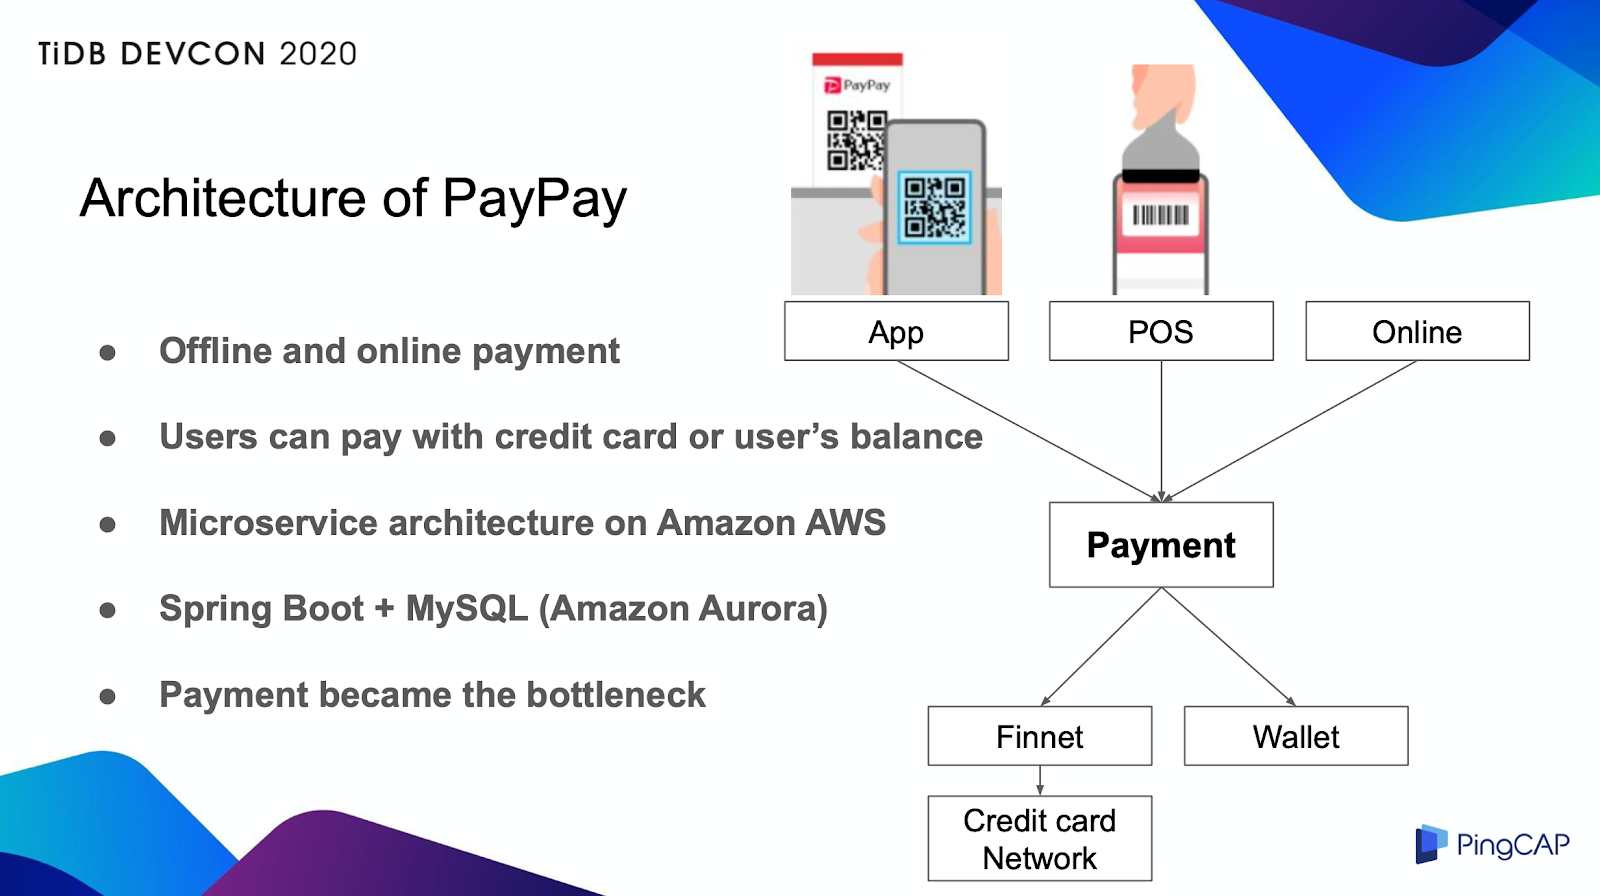 TiDB DEVCON 2020
PayPay
Architecture of PayPay
● Offline and online payment
● Users can pay with credit card or user’s balance
● Microservice architecture on Amazon AWS
● Spring Boot + MySQL (Amazon Aurora)
● Payment became the bottleneck
App
POS
Online
Payment
Finnet
Wallet
Credit card
Network
PingCAP